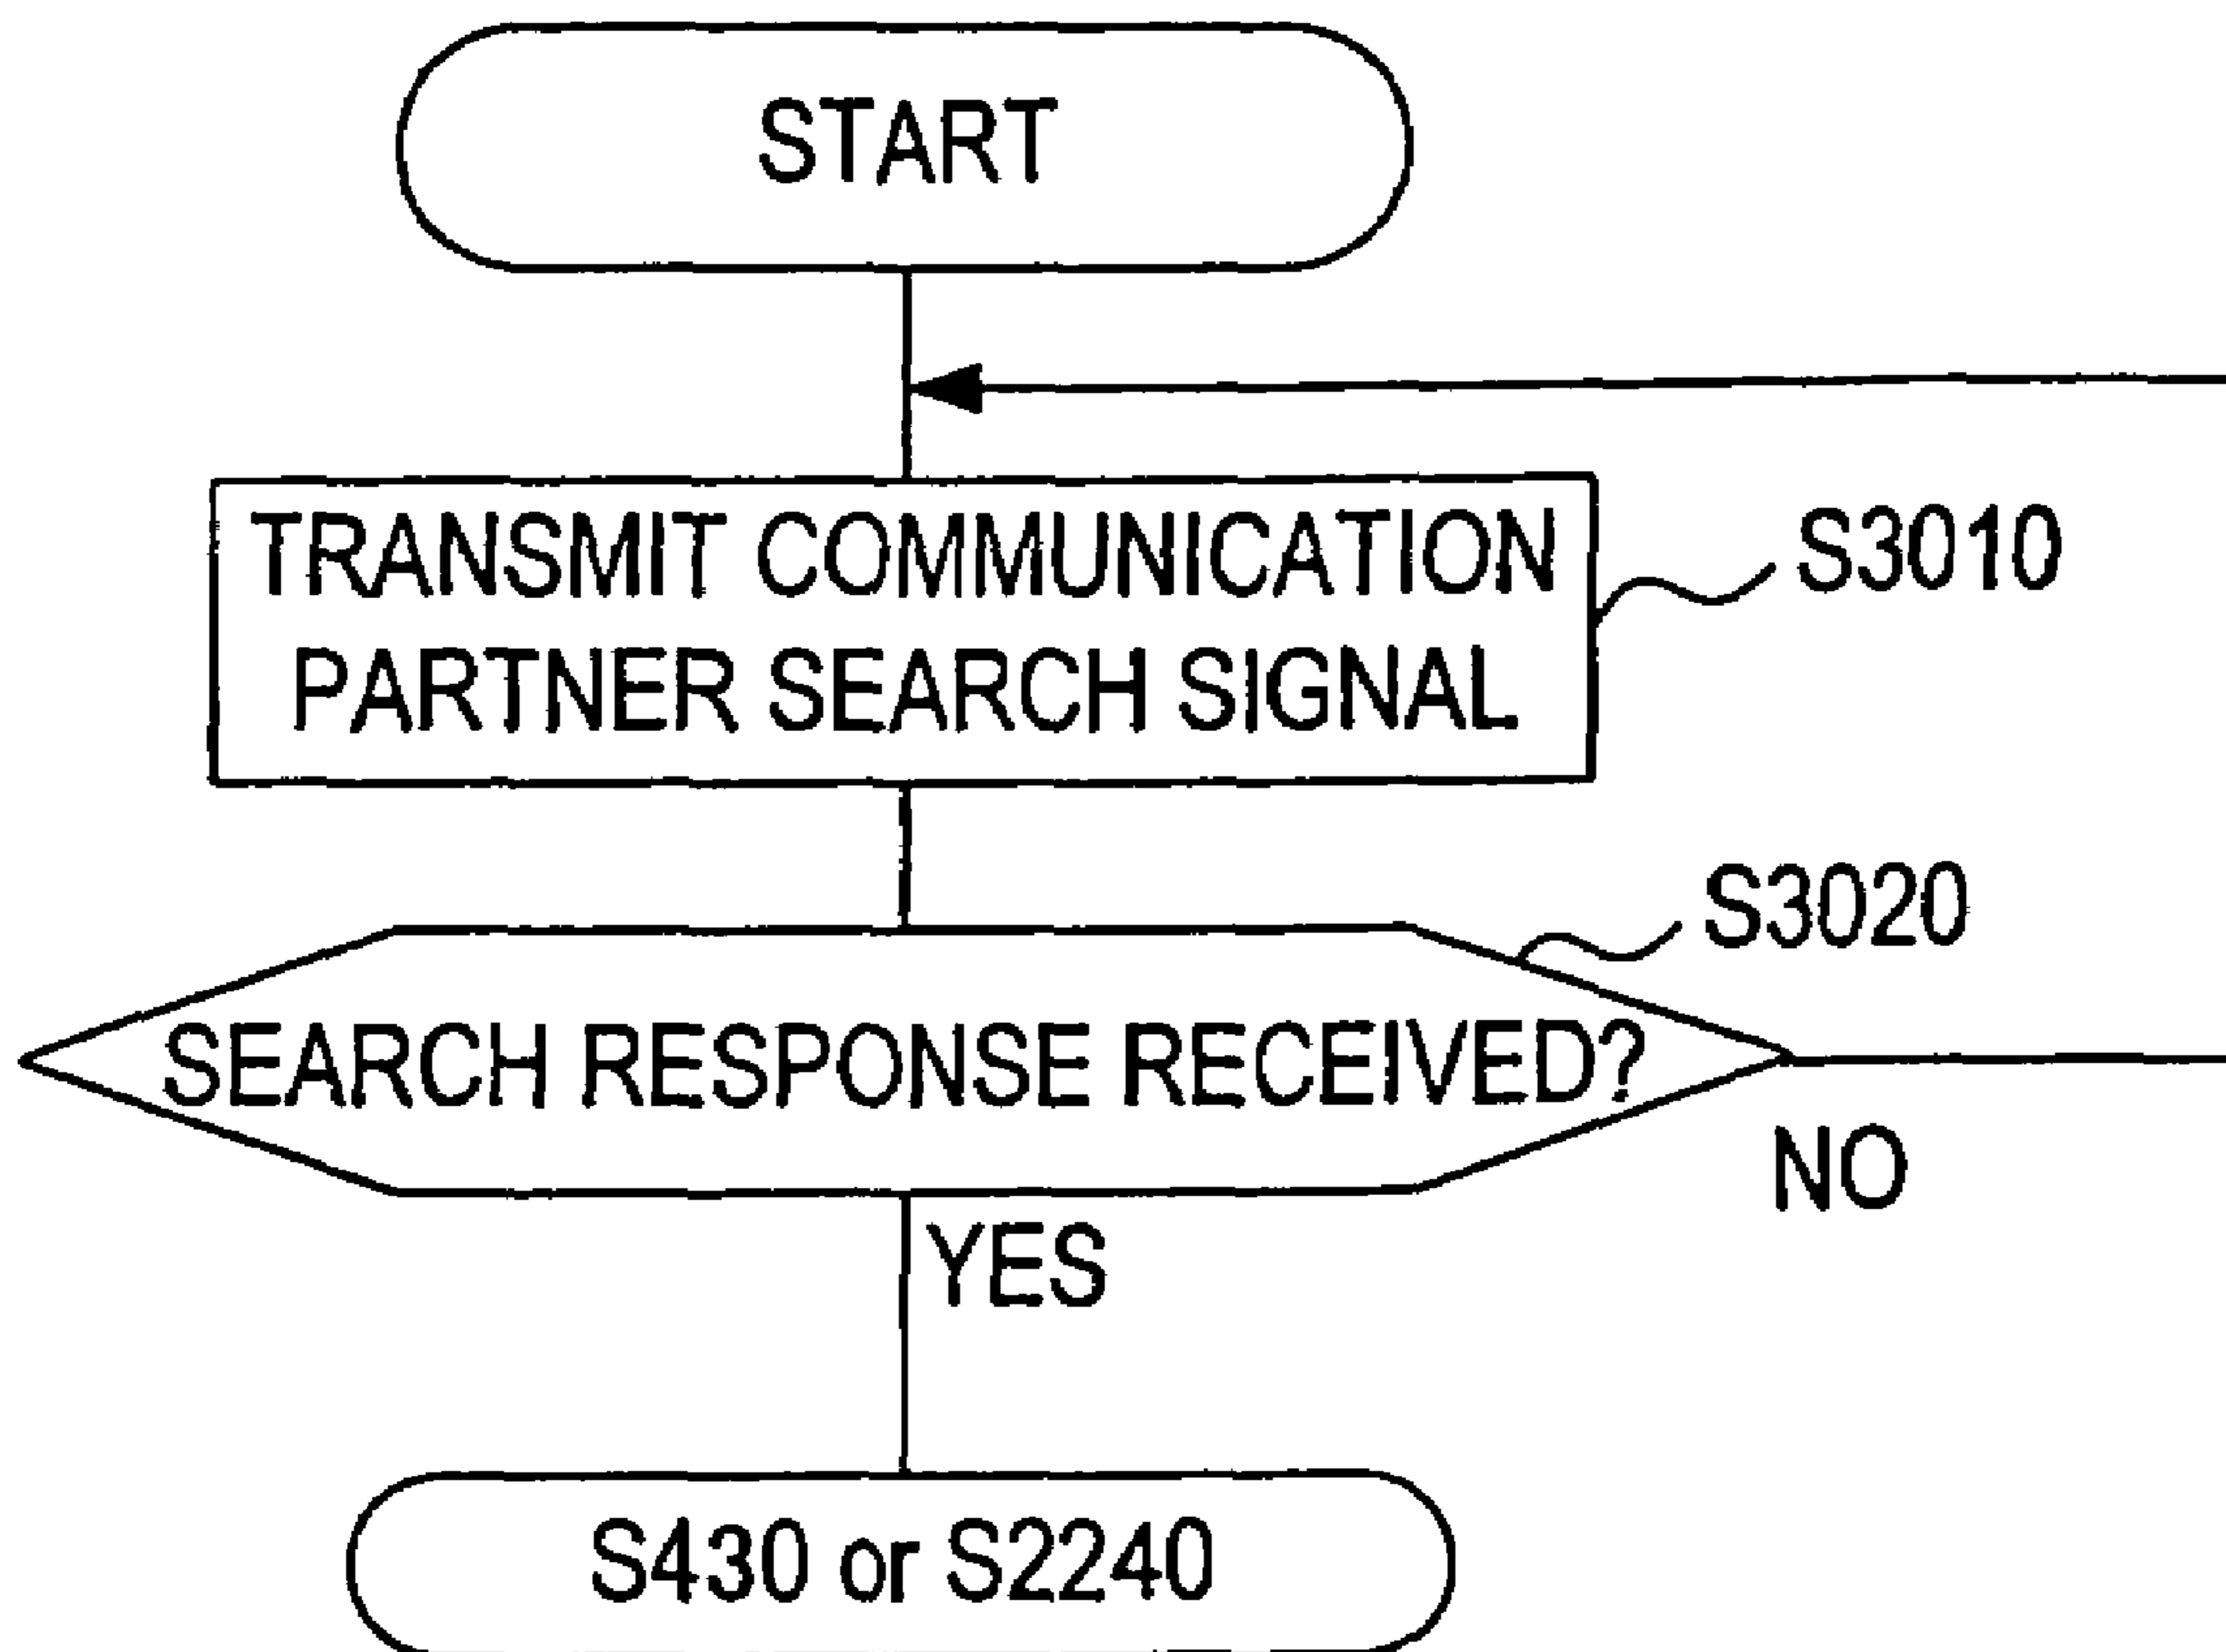 START
TRANSMIT COMMUNICATION
PARTNER SEARCH SIGNAL
S3010
S3020
SEARCH RESPONSE RECEIVED?
NO
YES
S430 or S2240